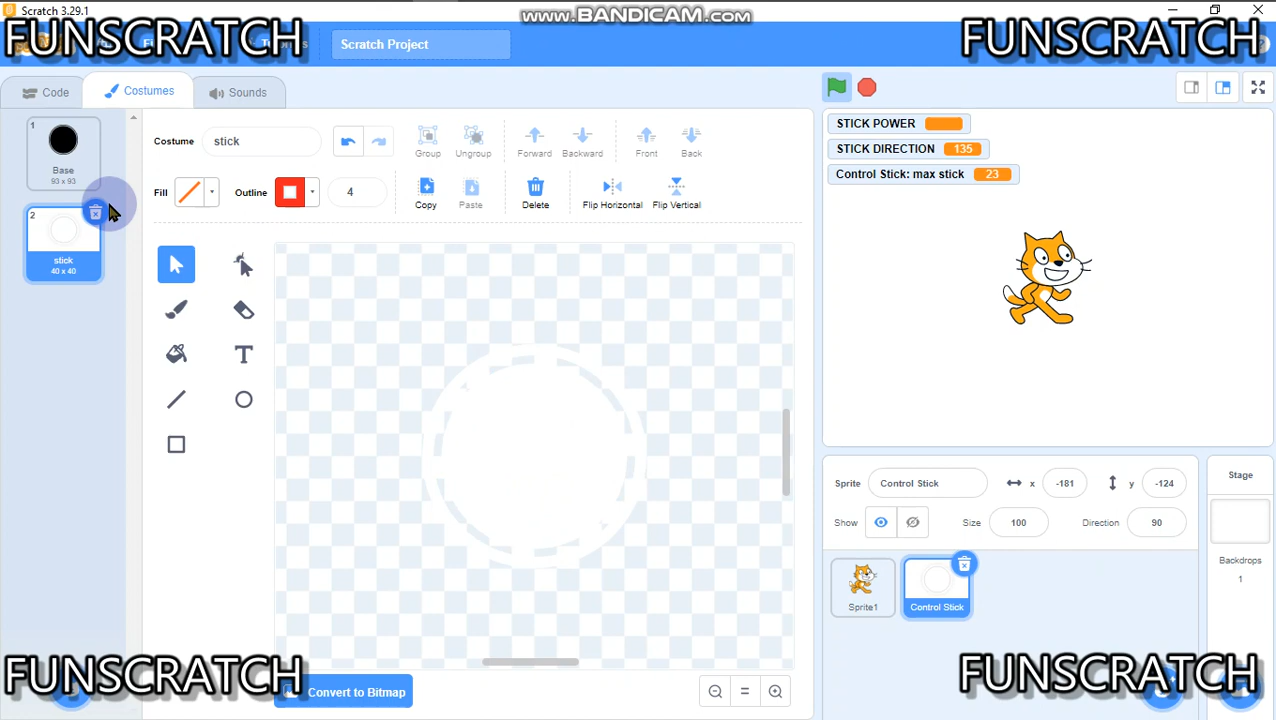 Scratch 3.29.1
www.BANDICAM.com
FUNSCRATCH
FUNSCRATCH
Scratch Project
Code
Costumes
Sounds
1
Base
93 x 93
2
stick
40 x 40
Costume
stick
Group
Ungroup
Forward
Backward
Front
Back
Fill
Outline
4
Copy
Paste
Delete
Flip Horizontal
Flip Vertical
STICK POWER
STICK DIRECTION 135
Control Stick: max stick 23
Sprite
Control Stick
x
-181
y
-124
Show
Size
100
Direction
90
Sprite1
Control Stick
Stage
Backdrops
1
Convert to Bitmap
FUNSCRATCH
FUNSCRATCH